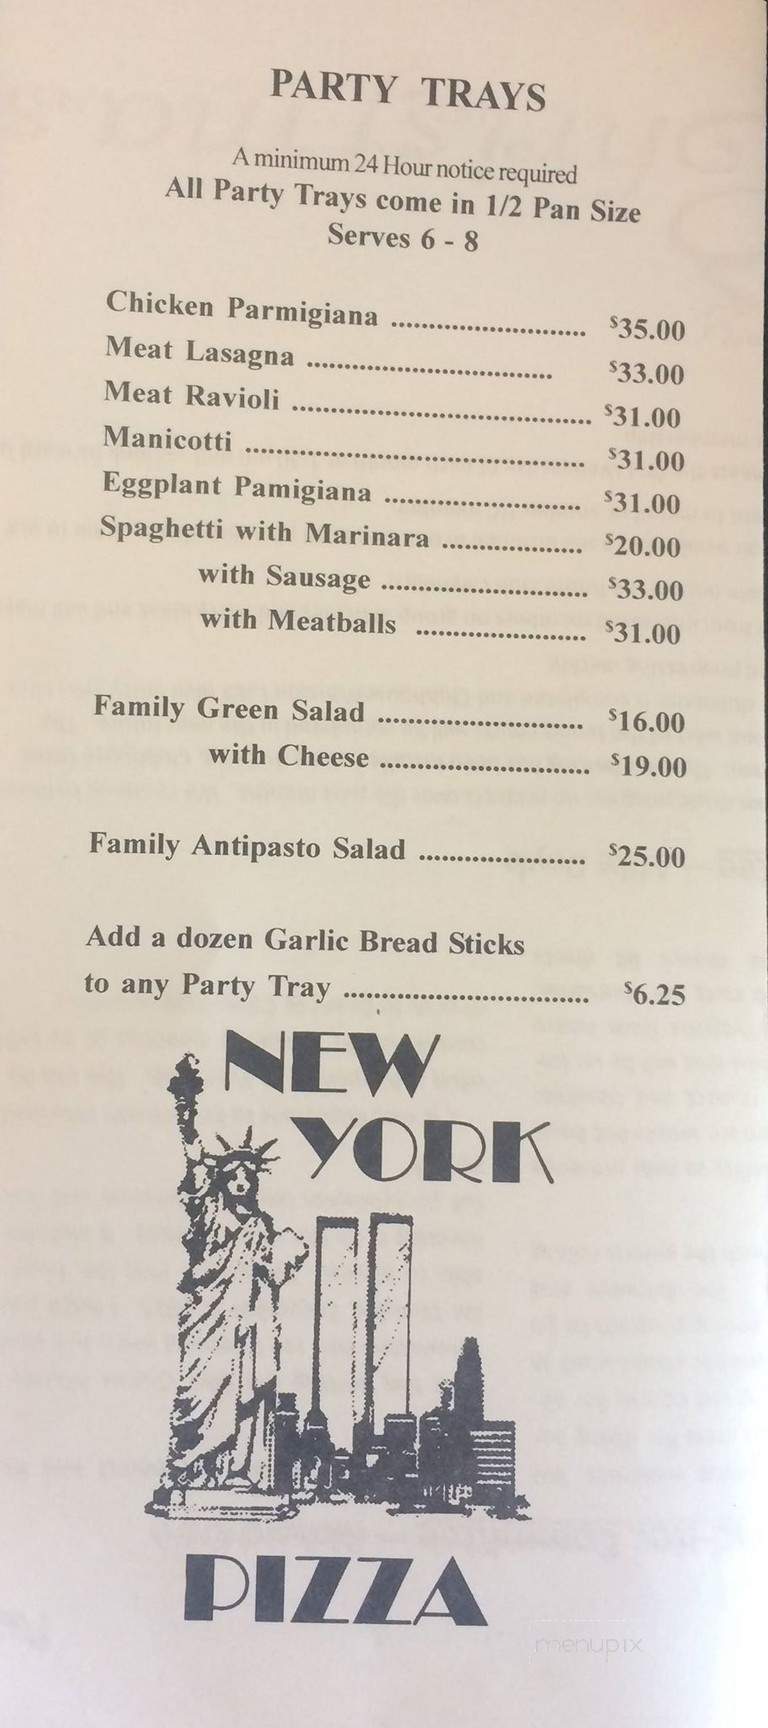 PARTY TRAYS
A minimum 24 Hour notice required
All Party Trays come in 1/2 Pan Size
Serves 6 - 8
Chicken Parmigiana .......................... $35.00
Meat Lasagna ................................. $33.00
Meat Ravioli ........................................ $31.00
Manicotti ............................................. $31.00
Eggplant Pamigiana .......................... $31.00
Spaghetti with Marinara ................... $20.00
with Sausage ............................ $33.00
with Meatballs ....................... $31.00
Family Green Salad ............................ $16.00
with Cheese ............................ $19.00
Family Antipasto Salad ...................... $25.00
Add a dozen Garlic Bread Sticks
to any Party Tray ................................. $6.25
NEW
YORK
PIZZA
menupix